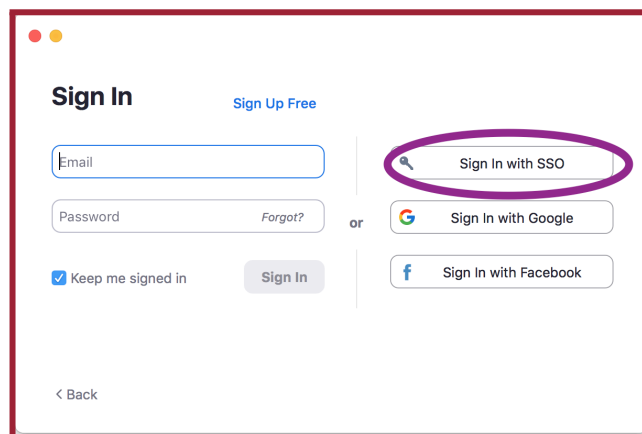 Sign In
Sign Up Free
Email
Password
Forgot?
Keep me signed in
Sign In
or
Sign In with SSO
Sign In with Google
Sign In with Facebook
< Back